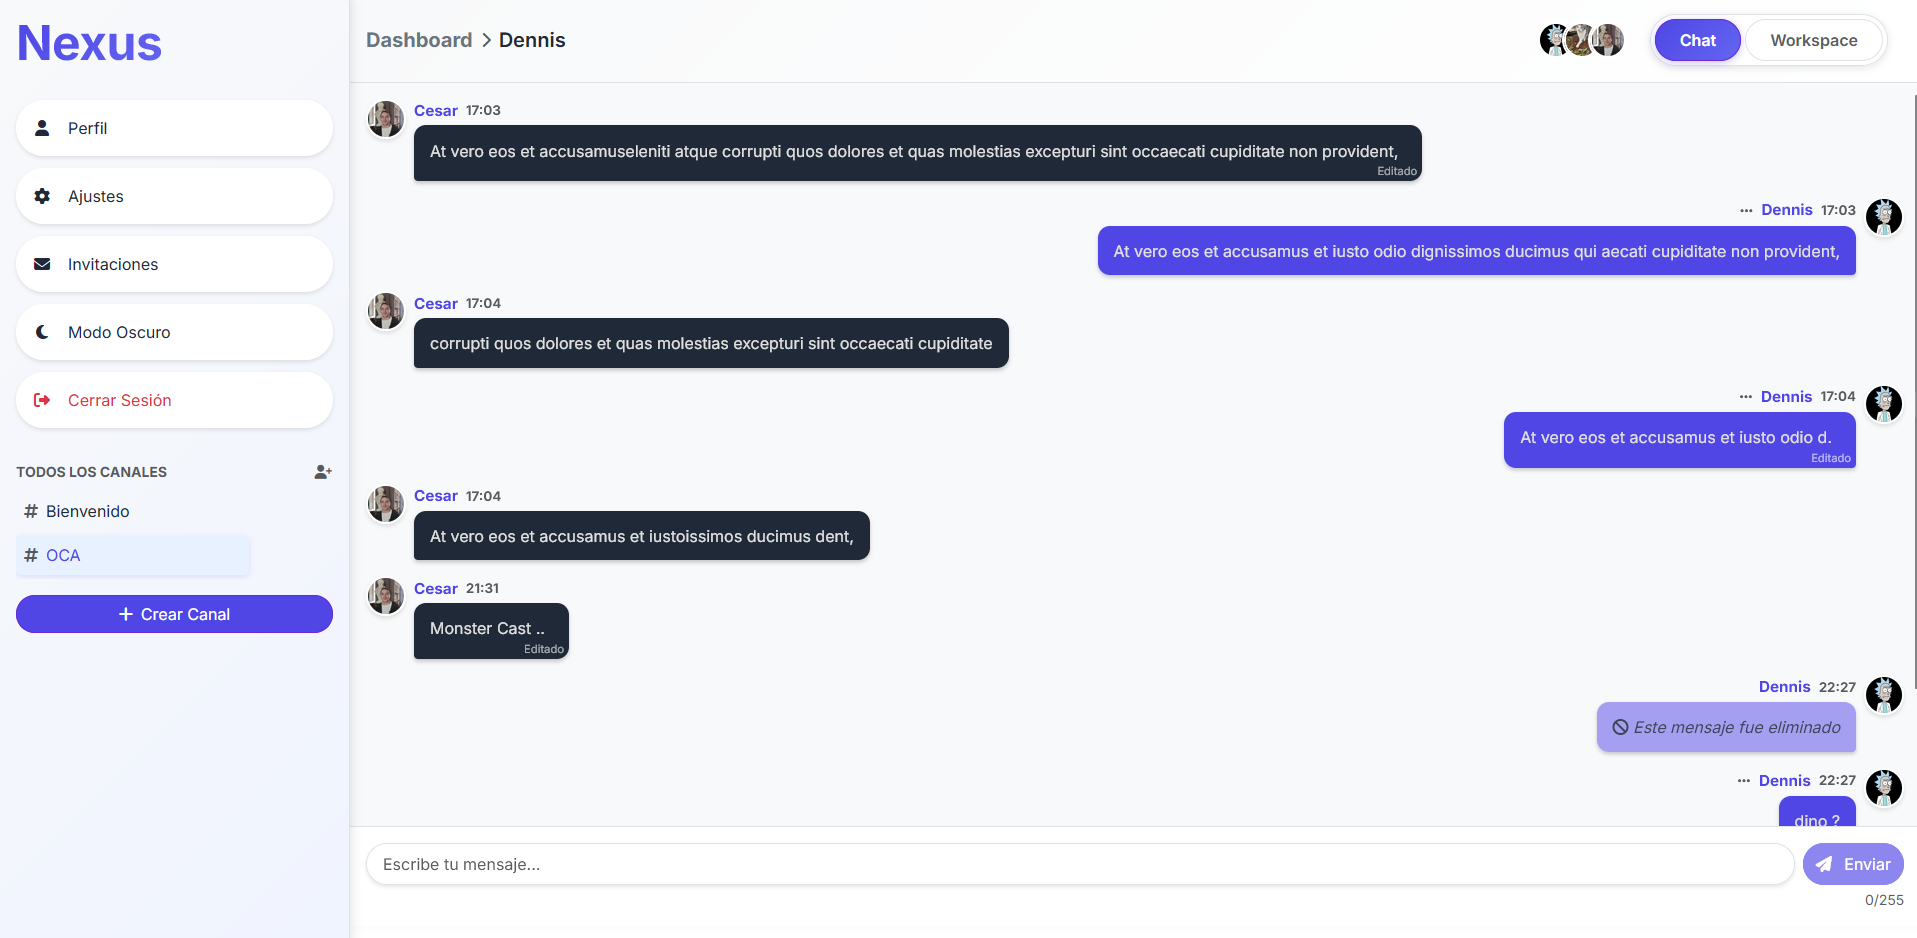 Nexus
Perfil
Ajustes
Invitaciones
Modo Oscuro
Cerrar Sesión
TODOS LOS CANALES
# Bienvenido
# OCA
+ Crear Canal
Dashboard > Dennis
Chat
Workspace
Cesar 17:03
At vero eos et accusamuseleniti atque corrupti quos dolores et quas molestias excepturi sint occaecati cupiditate non provident,
Editado
··· Dennis 17:03
At vero eos et accusamus et iusto odio dignissimos ducimus qui aecati cupiditate non provident,
Cesar 17:04
corrupti quos dolores et quas molestias excepturi sint occaecati cupiditate
··· Dennis 17:04
At vero eos et accusamus et iusto odio d.
Editado
Cesar 17:04
At vero eos et accusamus et iustoissimos ducimus dent,
Cesar 21:31
Monster Cast ..
Editado
Dennis 22:27
Este mensaje fue eliminado
··· Dennis 22:27
dino ?
Escribe tu mensaje...
Enviar
0/255